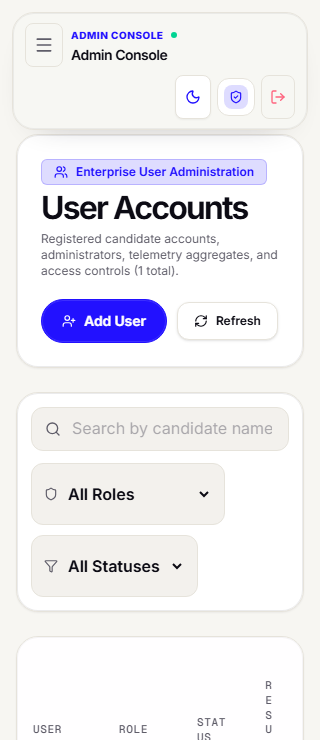 ADMIN CONSOLE
Admin Console
Enterprise User Administration
User Accounts
Registered candidate accounts,
administrators, telemetry aggregates, and
access controls (1 total).
Add User
Refresh
Search by candidate name
All Roles
All Statuses
USER
ROLE
STAT
US
R
E
S
U